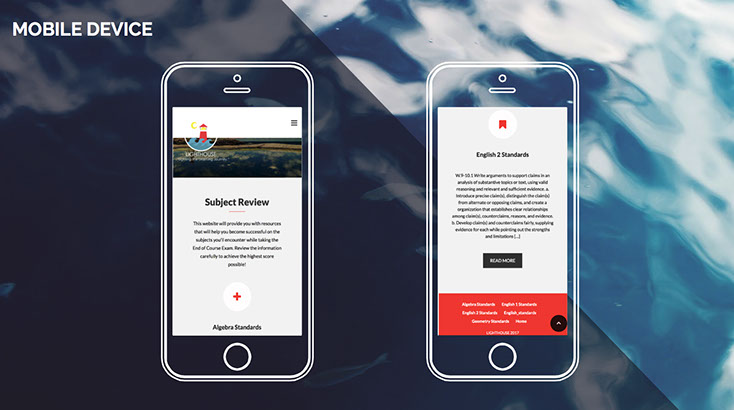 MOBILE DEVICE
LIGHTHOUSE
Subject Review
This website will provide you with resources
that will help you become successful on the
subjects you'll encounter while taking the
End of Course Exam. Review the information
carefully to achieve the highest score
possible!
Algebra Standards
English 2 Standards
W.9-10.1 Write arguments to support claims in an
analysis of substantive topics or text, using valid
reasoning and relevant and sufficient evidence. a.
Introduce precise claim(s), distinguish the claim(s)
from alternate or opposing claims, and create a
organization that establishes clear relationships
among claim(s), counterclaims, reasons, and evidence.
b. Develop claim(s) and counterclaims fairly, supplying
evidence for each while pointing out the strengths
and limitations [...]
READ MORE
Algebra Standards English 1 Standards
English 2 Standards English_standards
Geometry Standards Home
LIGHTHOUSE 2017